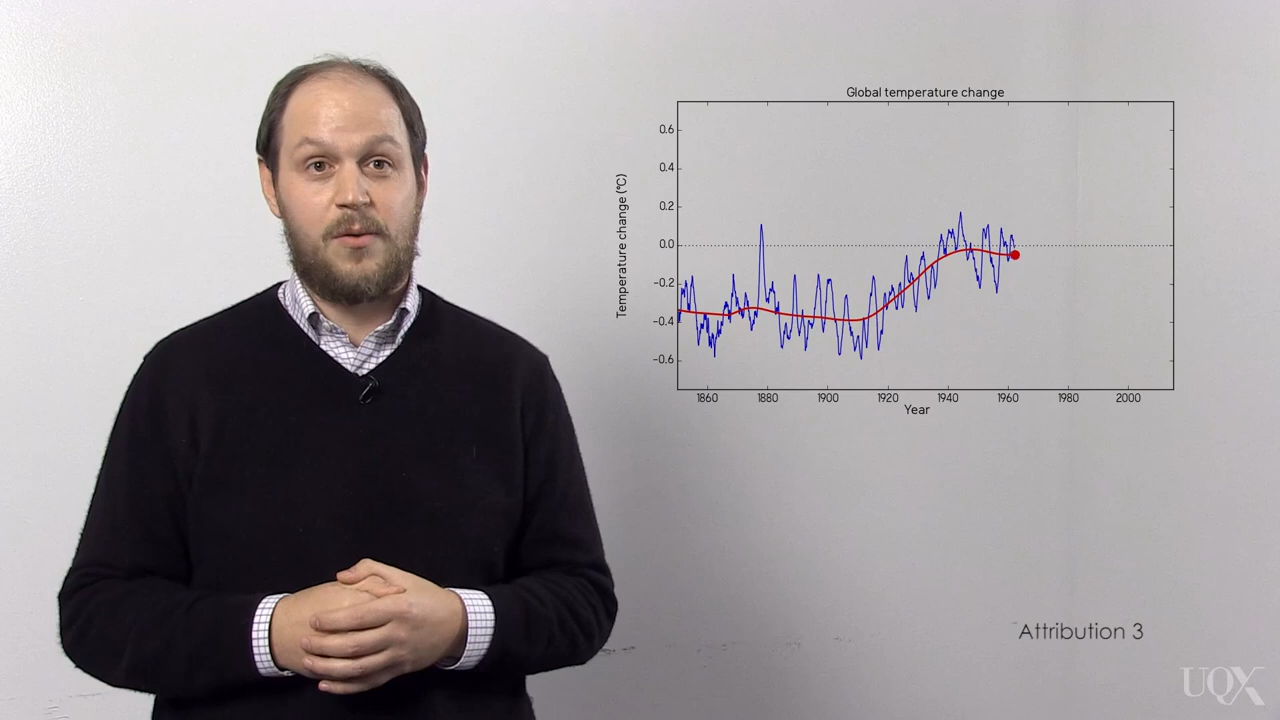 Global temperature change
Temperature change (°C)
0.6
0.4
0.2
0.0
−0.2
−0.4
−0.6
1860 1880 1900 1920 1940 1960 1980 2000
Year
Attribution 3
UQX